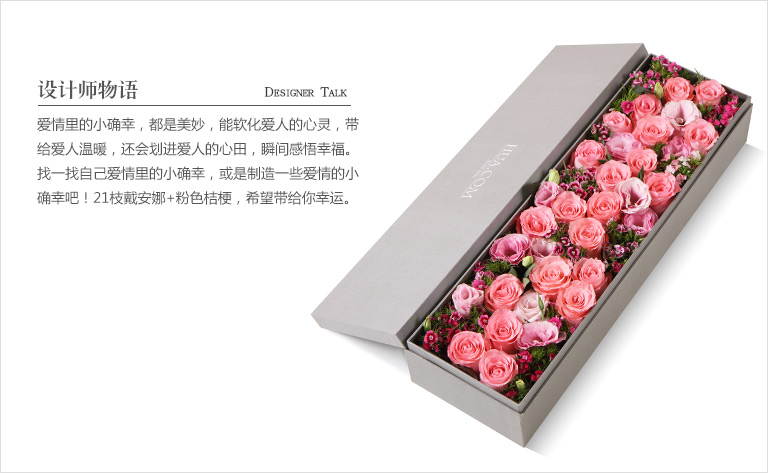 设计师物语
DESIGNER TALK
爱情里的小确幸，都是美妙，能软化爱人的心灵，带
给爱人温暖，还会划进爱人的心田，瞬间感悟幸福。
找一找自己爱情里的小确幸，或是制造一些爱情的小
确幸吧！21枝戴安娜+粉色桔梗，希望带给你幸运。
HUA.COM